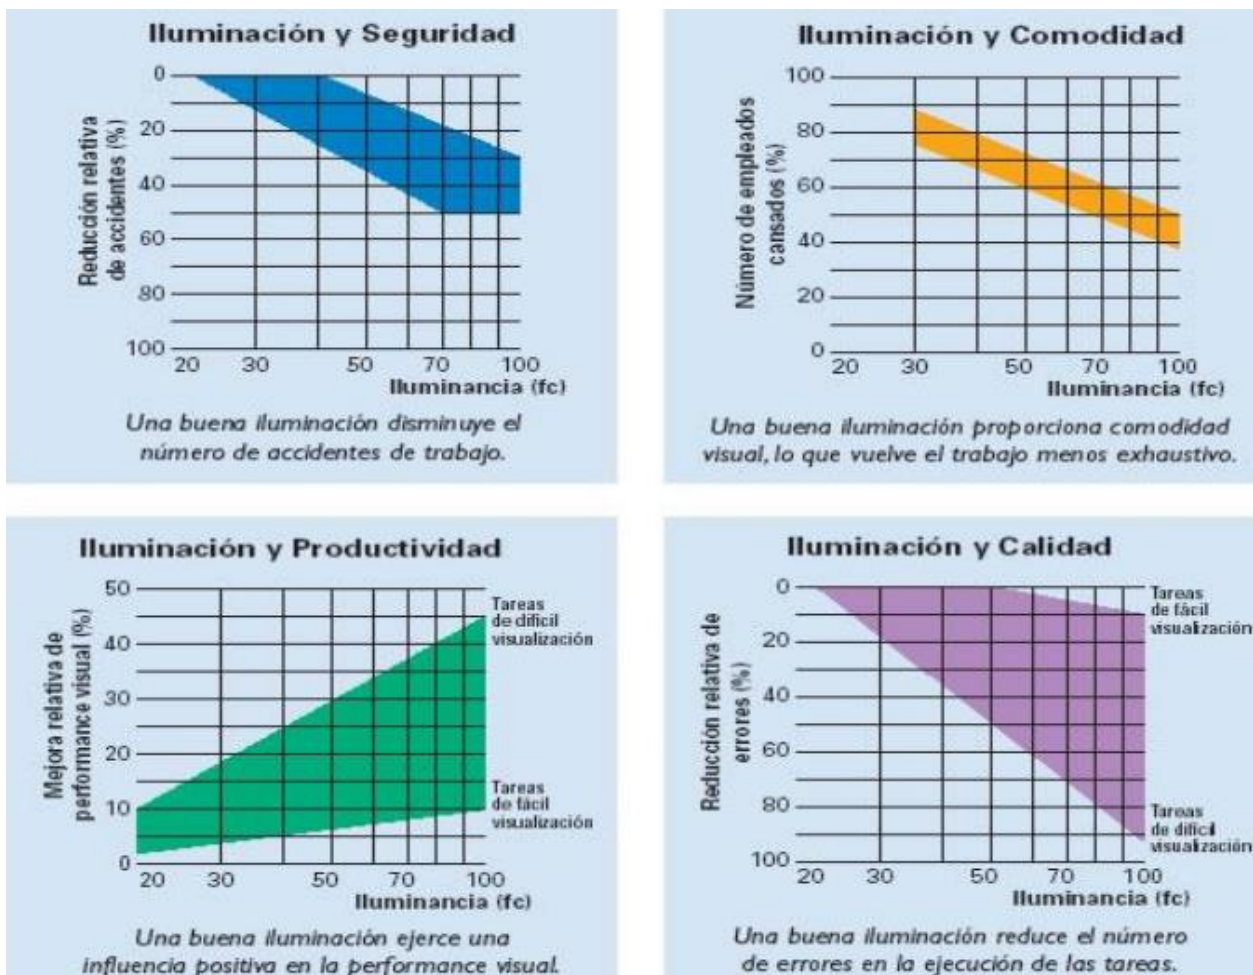 Iluminación y Seguridad
Reducción relativa
de accidentes (%)
0
20
40
60
80
100
20 30 50 70 100
Iluminancia (fc)
Una buena iluminación disminuye el
número de accidentes de trabajo.
Iluminación y Comodidad
Número de empleados
cansados (%)
100
80
60
40
20
0
20 30 50 70 100
Iluminancia (fc)
Una buena iluminación proporciona comodidad
visual, lo que vuelve el trabajo menos exhaustivo.
Iluminación y Productividad
Mejora relativa de
performance visual (%)
50
40
30
20
10
0
Tareas
de difícil
visualización
Tareas
de fácil
visualización
20 30 50 70 100
Iluminancia (fc)
Una buena iluminación ejerce una
influencia positiva en la performance visual.
Iluminación y Calidad
Reducción relativa de
errores (%)
0
20
40
60
80
100
Tareas
de fácil
visualización
Tareas
de difícil
visualización
20 30 50 70 100
Iluminancia (fc)
Una buena iluminación reduce el número
de errores en la ejecución de las tareas.